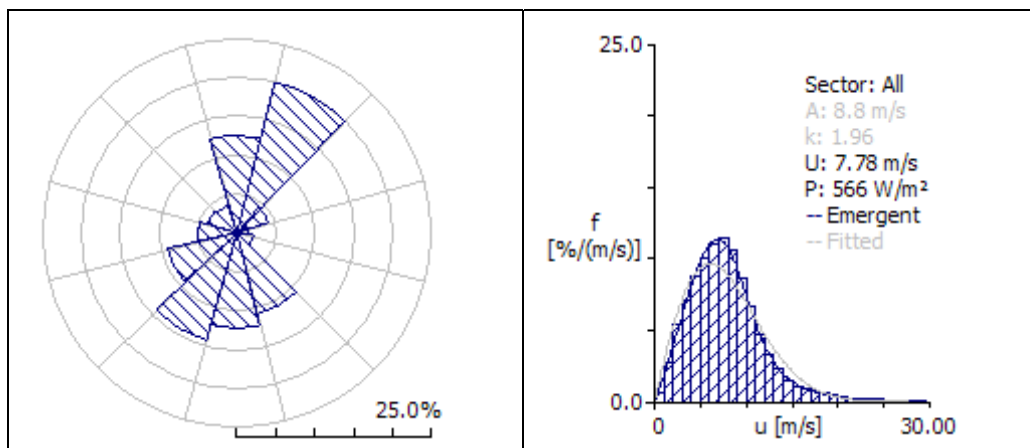 25.0%
25.0
Sector: All
A: 8.8 m/s
k: 1.96
U: 7.78 m/s
P: 566 W/m²
-- Emergent
-- Fitted
f
[%/(m/s)]
0.0
0
u [m/s]
30.00